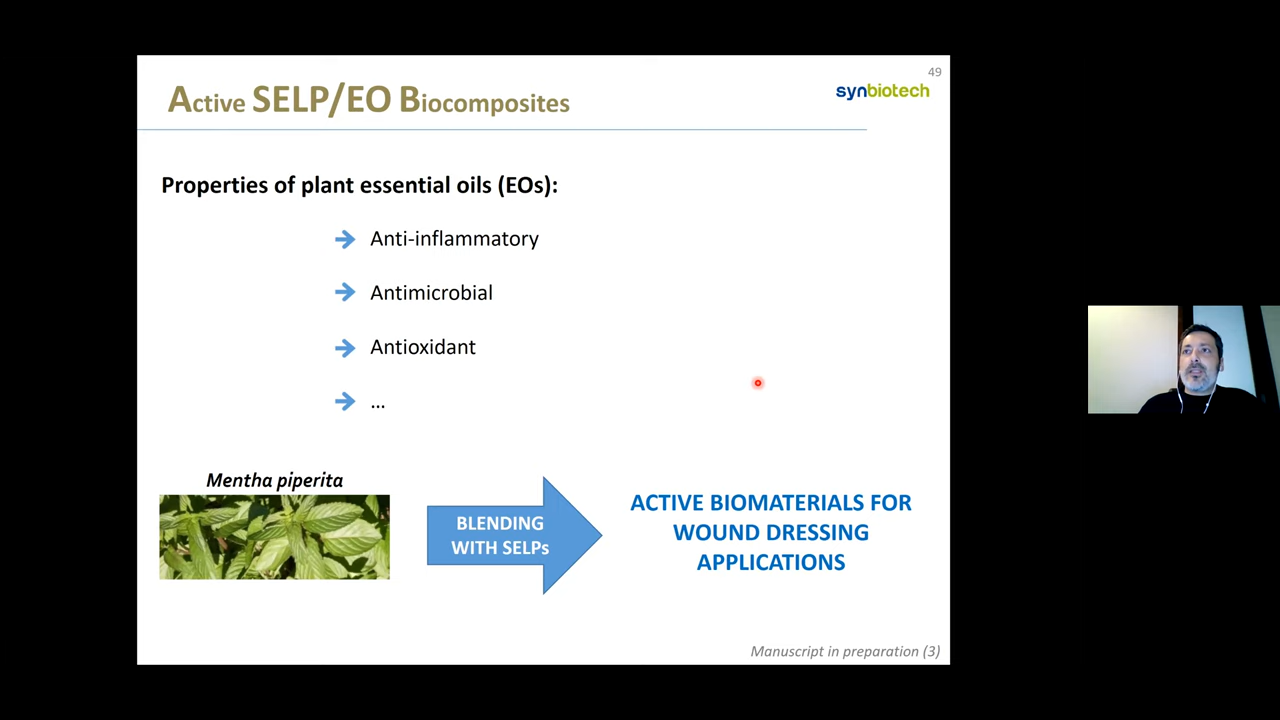 49
synbiotech
Active SELP/EO Biocomposites
Properties of plant essential oils (EOs):
→ Anti-inflammatory
→ Antimicrobial
→ Antioxidant
→ ...
Mentha piperita
BLENDING
WITH SELPs
ACTIVE BIOMATERIALS FOR
WOUND DRESSING
APPLICATIONS
Manuscript in preparation (3)